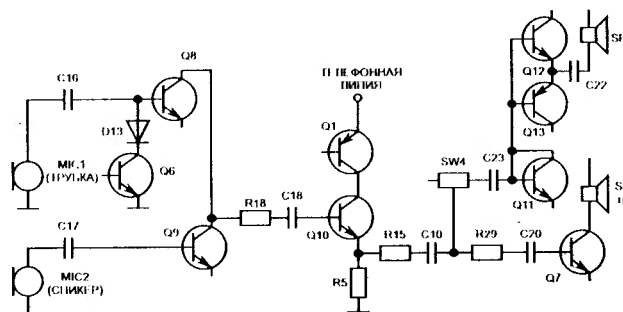 Q8
C16
D13
MIC1
(ТРУБКА)
Q6
C17
Q9
MIC2
(СПИКЕР)
R18
C18
ТЕЛЕФОННАЯ
ЛИНИЯ
Q1
Q10
R5
R15
C10
SW4
C23
R29
C20
Q7
Q12
C22
Q13
Q11